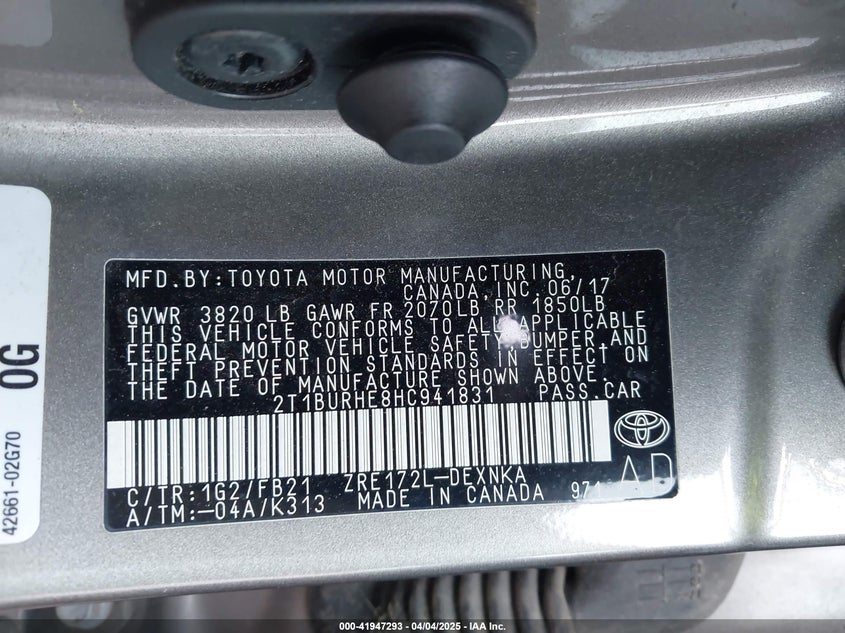 MFD.BY:TOYOTA MOTOR MANUFACTURING,
CANADA,INC. 06/17
GVWR 3820 LB GAWR FR 2070LB RR 1850LB
THIS VEHICLE CONFORMS TO ALL APPLICABLE
FEDERAL MOTOR VEHICLE SAFETY,BUMPER,AND
THEFT PREVENTION STANDARDS IN EFFECT ON
THE DATE OF MANUFACTURE SHOWN ABOVE.
2T1BURHE8HC941831 PASS.CAR
C/TR:1G2/FB21 ZRE172L-DEXNKA
A/TM:-04A/K313 MADE IN CANADA 971
AD
0G
42661-02G70
000-41947293 - 04/04/2025 - IAA Inc.